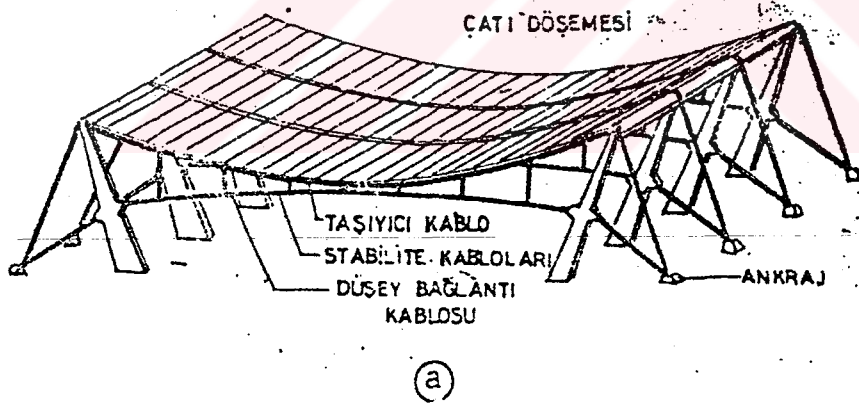 ÇATI DÖŞEMESİ
TAŞIYICI KABLO
STABİLİTE KABLOLARI
DÜŞEY BAĞLANTI
KABLOSU
ANKRAJ
a